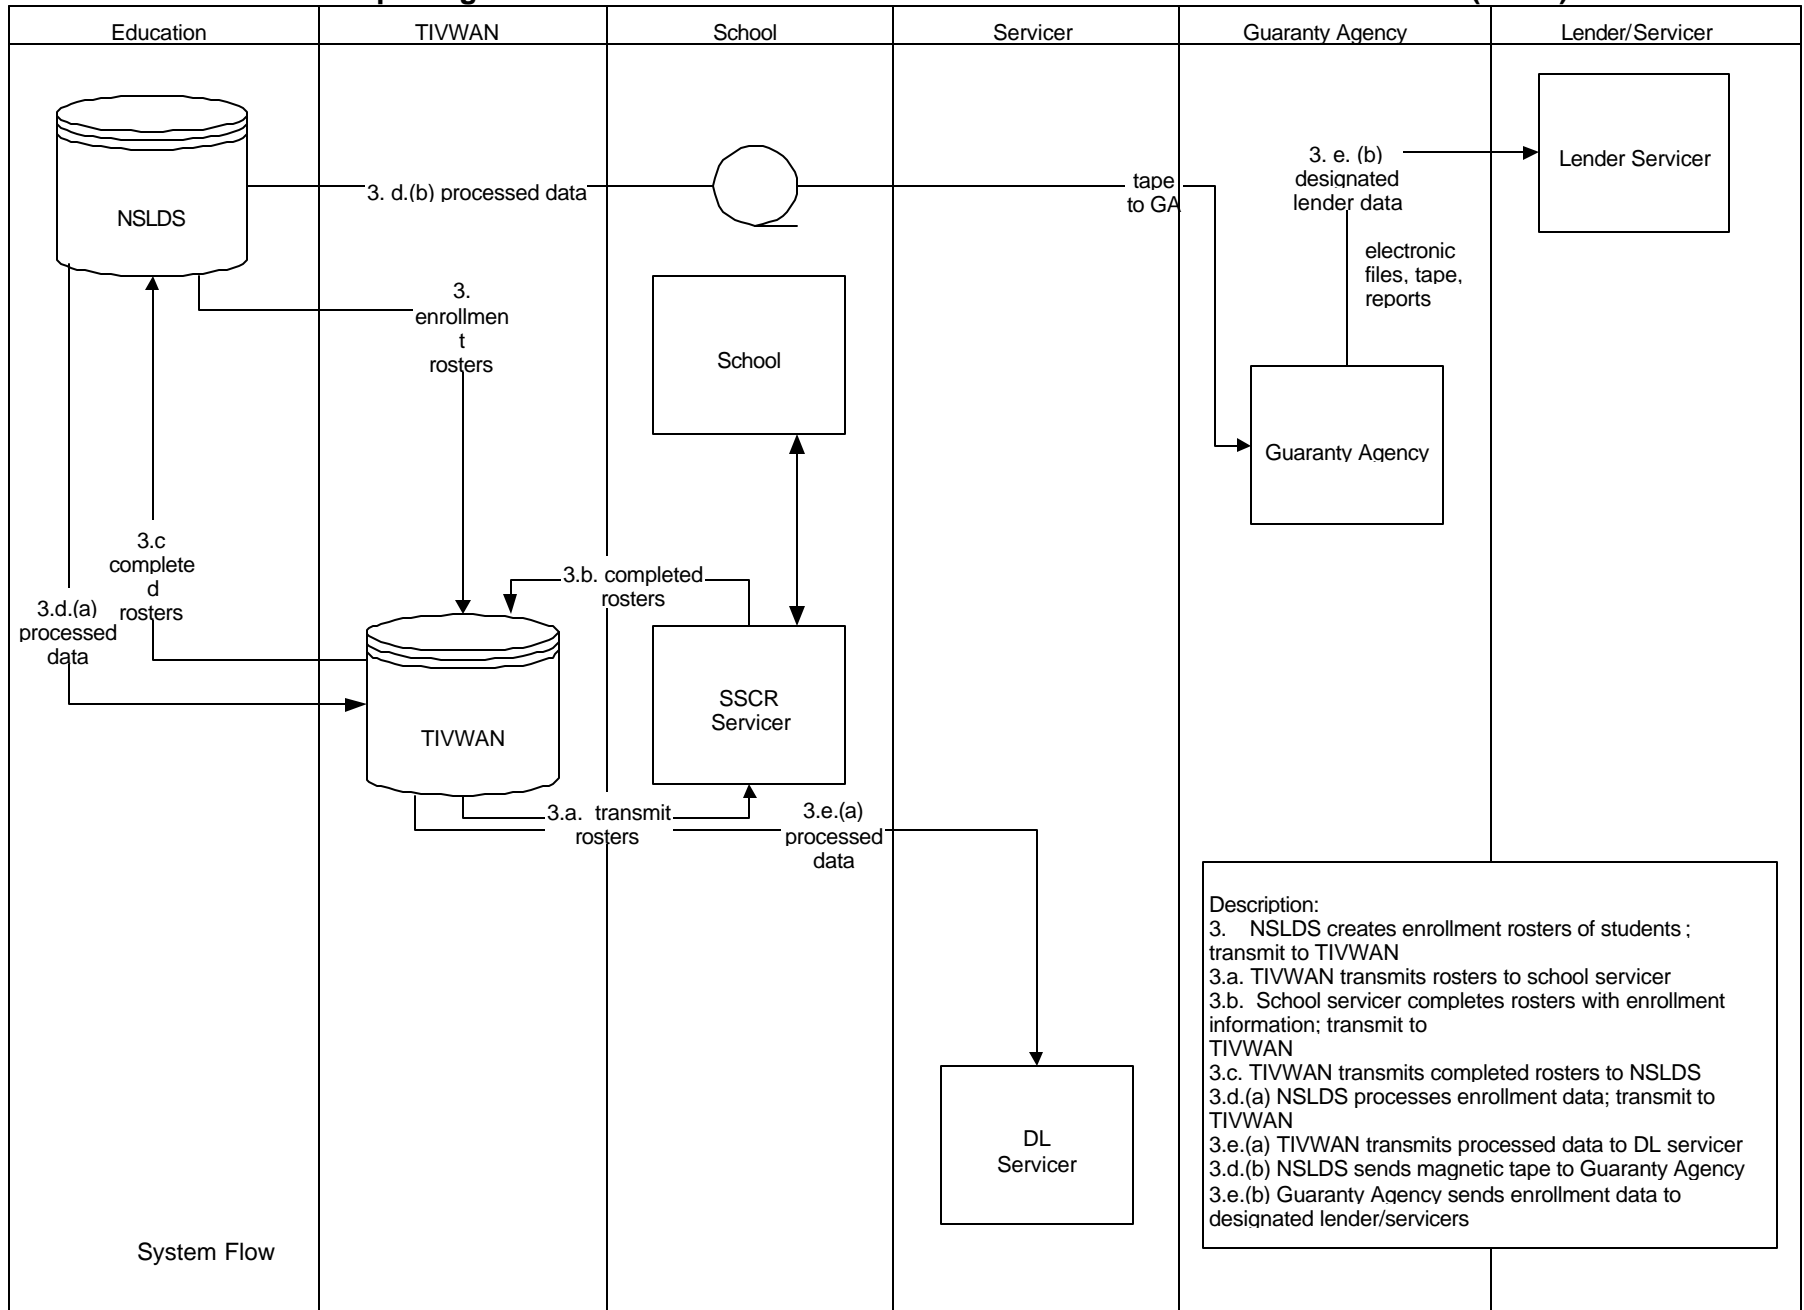 Education
TIVWAN
School
Servicer
Guaranty Agency
Lender/Servicer
NSLDS
3. d.(b) processed data
tape
to GA
3. e. (b)
designated
lender data
Lender Servicer
electronic
files, tape,
reports
3.
enrollmen
t
rosters
School
Guaranty Agency
3.c
complete
d
rosters
3.d.(a)
processed
data
3.b. completed
rosters
TIVWAN
SSCR
Servicer
3.a. transmit
rosters
3.e.(a)
processed
data
DL
Servicer
Description:
3. NSLDS creates enrollment rosters of students ;
transmit to TIVWAN
3.a. TIVWAN transmits rosters to school servicer
3.b. School servicer completes rosters with enrollment
information; transmit to
TIVWAN
3.c. TIVWAN transmits completed rosters to NSLDS
3.d.(a) NSLDS processes enrollment data; transmit to
TIVWAN
3.e.(a) TIVWAN transmits processed data to DL servicer
3.d.(b) NSLDS sends magnetic tape to Guaranty Agency
3.e.(b) Guaranty Agency sends enrollment data to
designated lender/servicers
System Flow